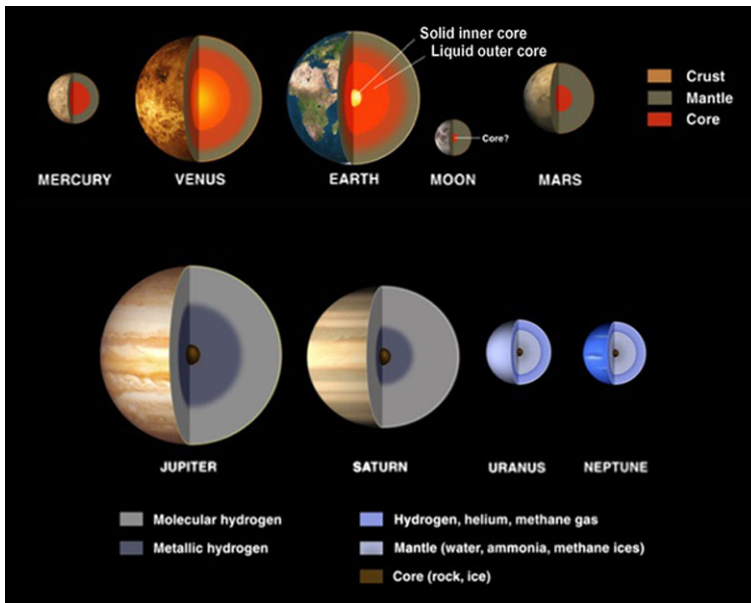 Solid inner core
Liquid outer core
Crust
Mantle
Core
Core?
MERCURY
VENUS
EARTH
MOON
MARS
JUPITER
SATURN
URANUS
NEPTUNE
Molecular hydrogen
Metallic hydrogen
Hydrogen, helium, methane gas
Mantle (water, ammonia, methane ices)
Core (rock, ice)